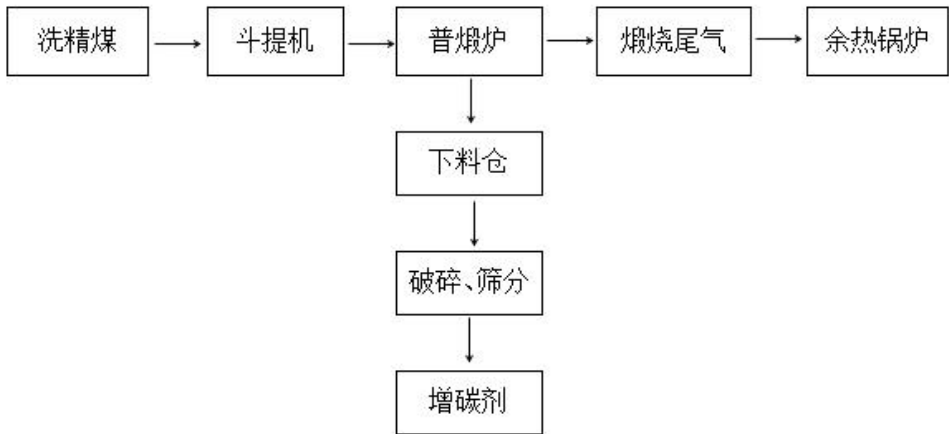 洗精煤
斗提机
普煅炉
煅烧尾气
余热锅炉
下料仓
破碎、筛分
增碳剂